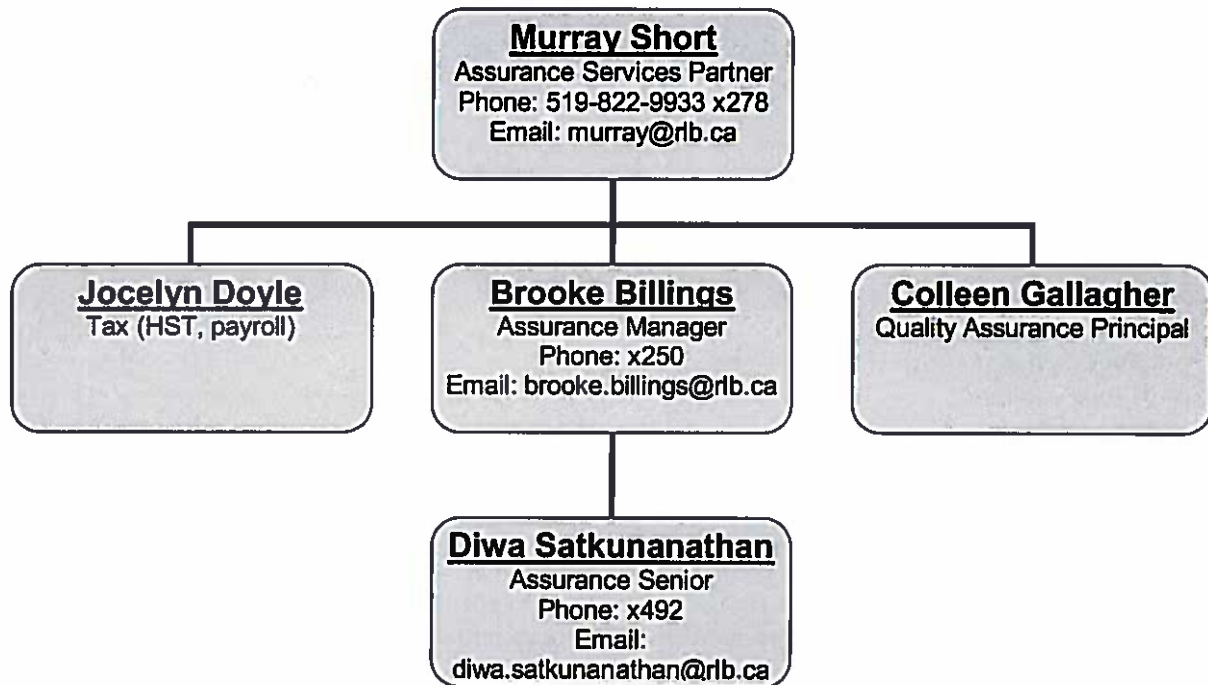 Murray Short
Assurance Services Partner
Phone: 519-822-9933 x278
Email: murray@rlb.ca
Jocelyn Doyle
Tax (HST, payroll)
Brooke Billings
Assurance Manager
Phone: x250
Email: brooke.billings@rlb.ca
Colleen Gallagher
Quality Assurance Principal
Diwa Satkunanathan
Assurance Senior
Phone: x492
Email:
diwa.satkunanathan@rlb.ca